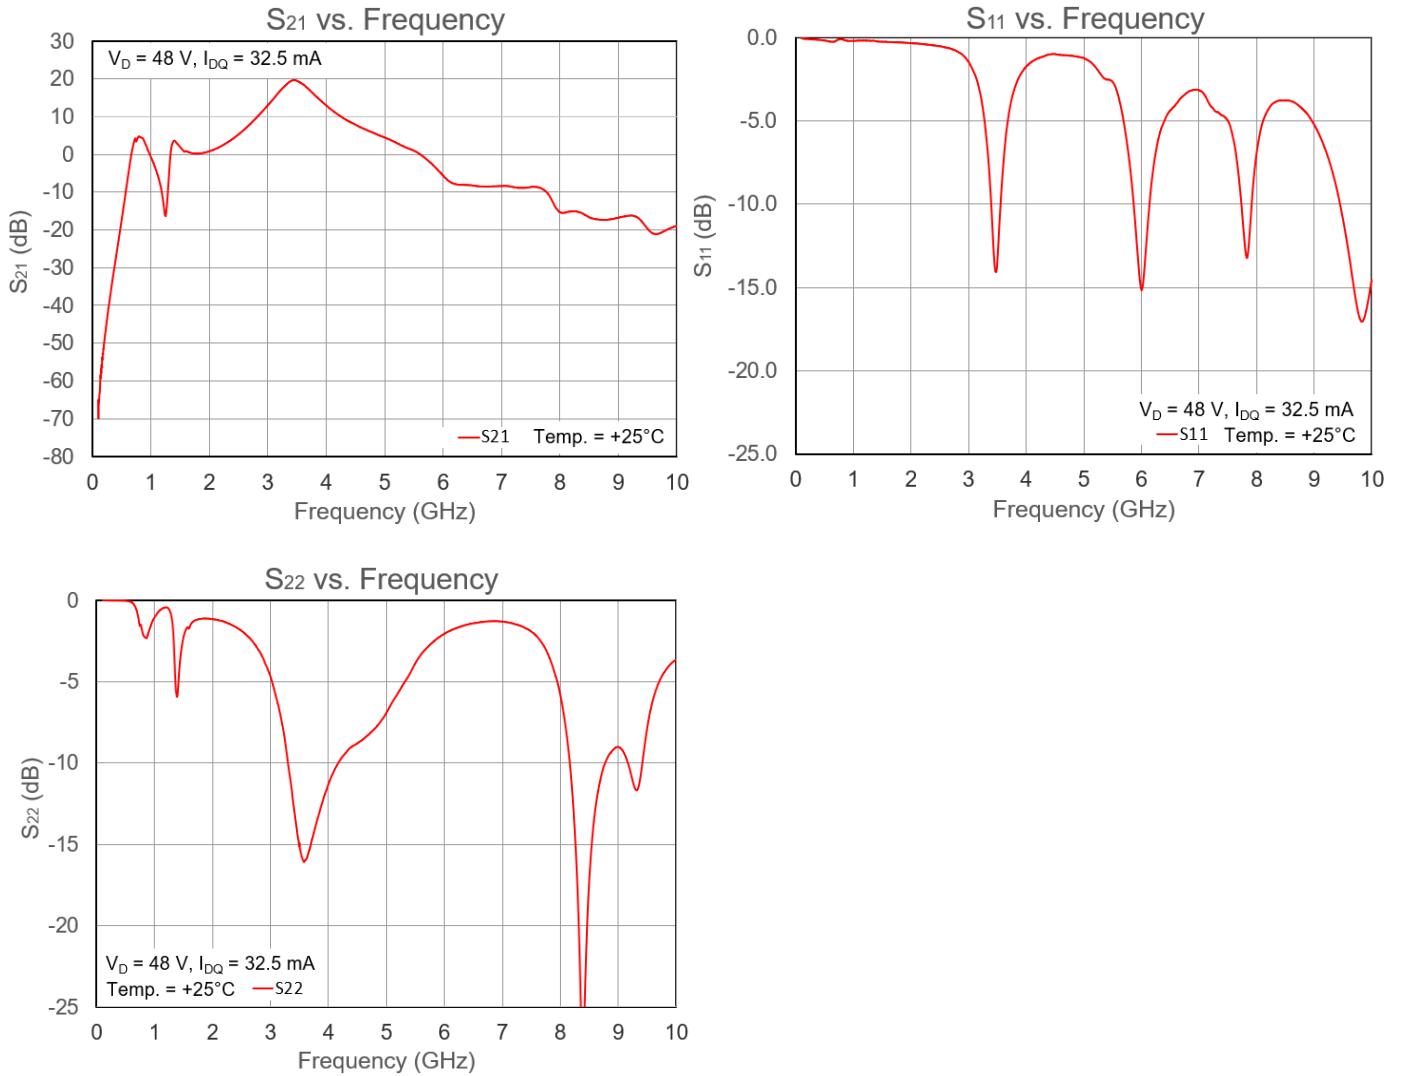 S21 vs. Frequency
30
20
10
0
-10
-20
-30
-40
-50
-60
-70
-80
S21 (dB)
VD = 48 V, IDQ = 32.5 mA
S21 Temp. = +25°C
0 1 2 3 4 5 6 7 8 9 10
Frequency (GHz)
S11 vs. Frequency
0.0
-5.0
-10.0
-15.0
-20.0
-25.0
S11 (dB)
VD = 48 V, IDQ = 32.5 mA
S11 Temp. = +25°C
0 1 2 3 4 5 6 7 8 9 10
Frequency (GHz)
S22 vs. Frequency
0
-5
-10
-15
-20
-25
S22 (dB)
VD = 48 V, IDQ = 32.5 mA
Temp. = +25°C S22
0 1 2 3 4 5 6 7 8 9 10
Frequency (GHz)